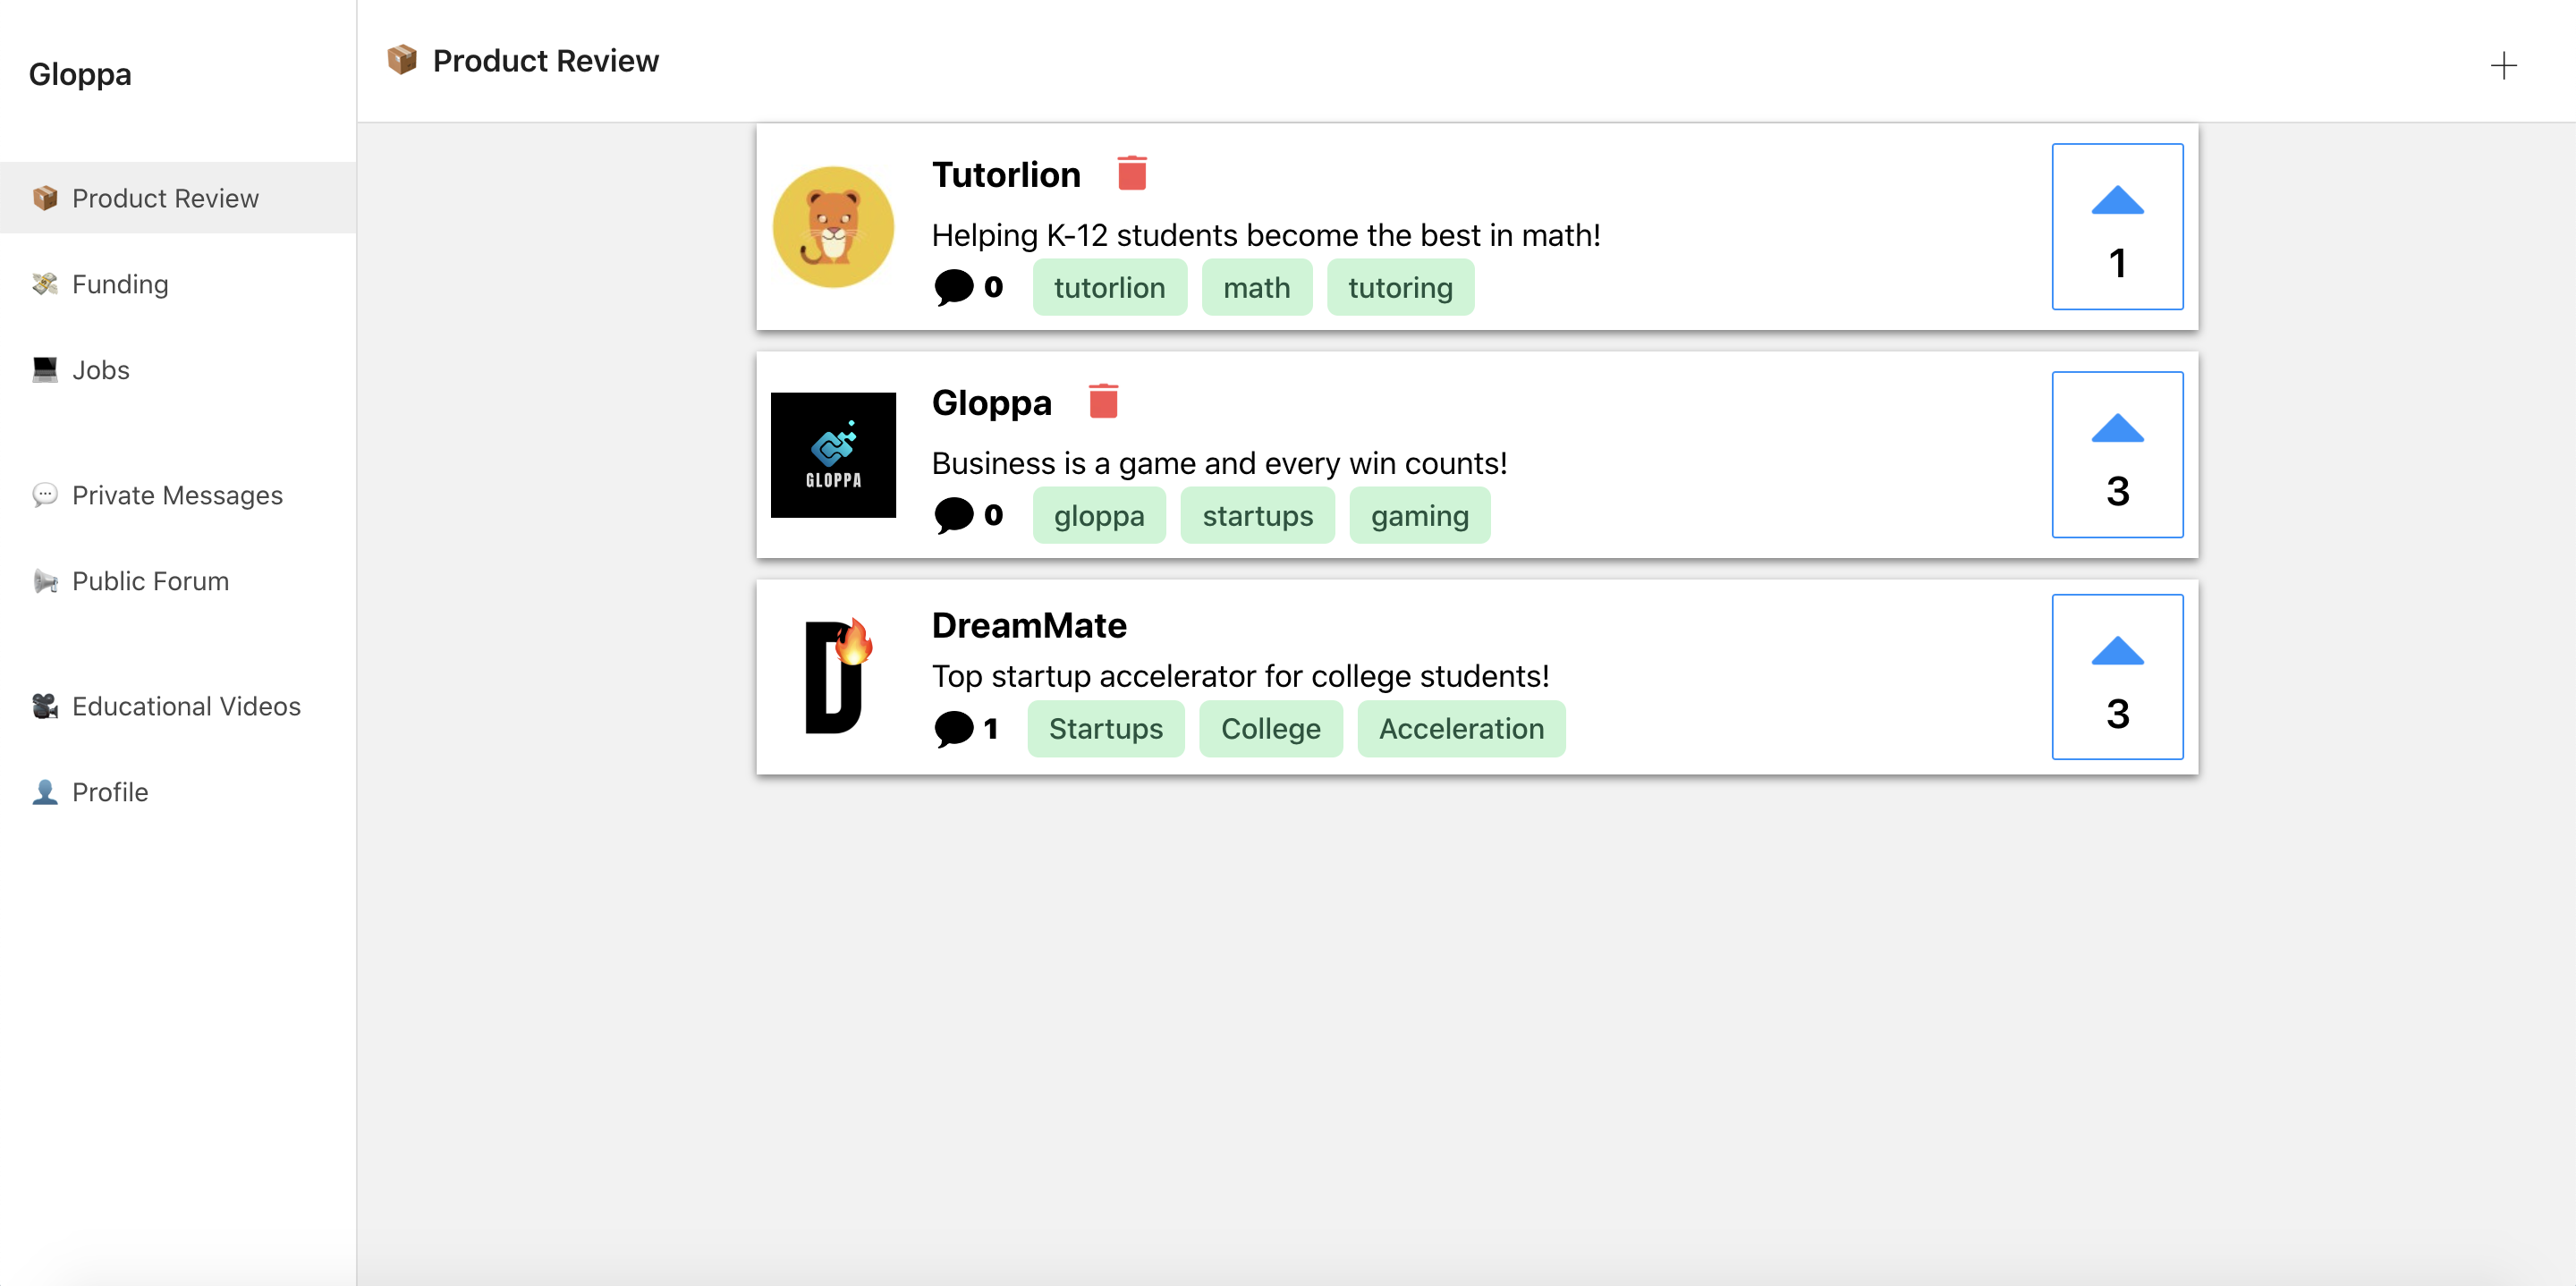 Gloppa
Product Review
Funding
Jobs
Private Messages
Public Forum
Educational Videos
Profile
Product Review
Tutorlion
Helping K-12 students become the best in math!
0 tutorlion math tutoring
1
GLOPPA
Gloppa
Business is a game and every win counts!
0 gloppa startups gaming
3
D
DreamMate
Top startup accelerator for college students!
1 Startups College Acceleration
3